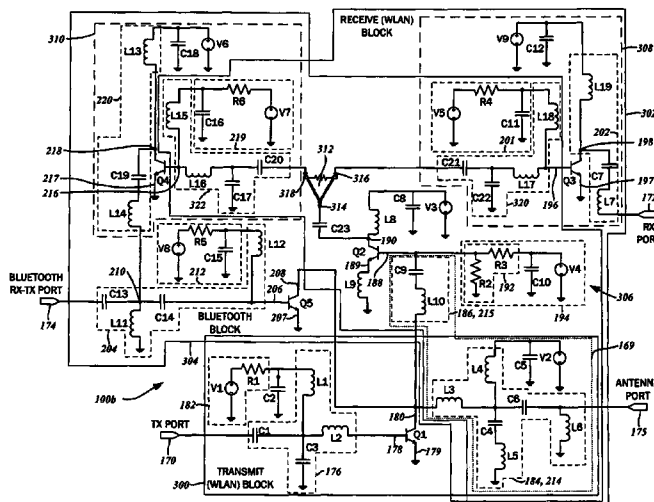 310
RECEIVE (WLAN)
BLOCK
308
L13
C18
V6
V9
C12
220
L19
302
L15
R6
R4
C16
V7
V5
C11
L18
202
218
219
201
198
217
Q4
C19
C20
312
C21
Q3
C7
197
216
L16
318
316
L17
196
C17
314
C22
L7
172
L14
322
C23
L8
C8
V3
320
RX
PORT
R5
L12
Q2
190
V8
C15
189
R3
306
BLUETOOTH
RX-TX PORT
210
212
208
L9
188
C9
R2
192
C10
V4
206
Q5
174
C13
C14
L10
186, 215
194
L11
BLUETOOTH
BLOCK
207
204
304
169
100b
R1
L1
L4
C5
V2
182
V1
C2
180
L3
C6
ANTENNA
PORT
TX PORT
C1
L2
Q1
C4
L6
175
170
C3
178
179
L5
176
300
TRANSMIT
(WLAN) BLOCK
184, 214